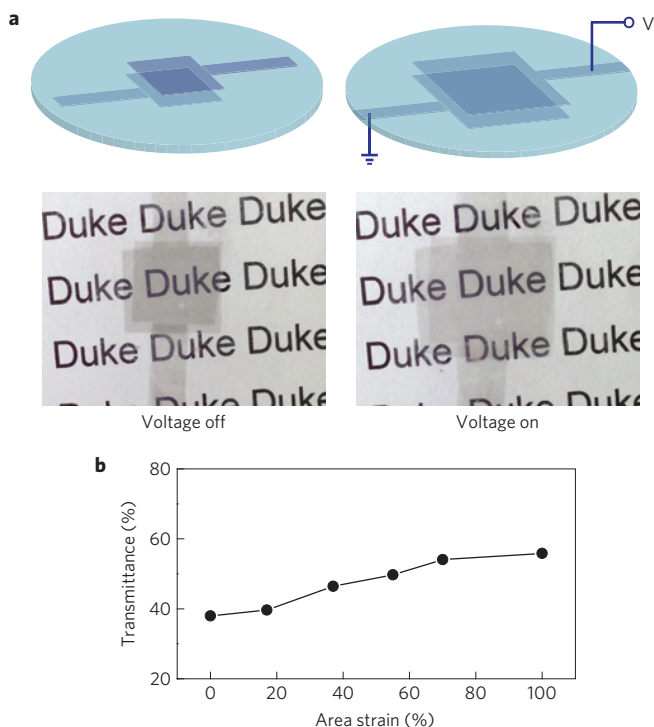 a
V
Duke Duke Duke
Duke Duke Duke
Duke Duke Duke
Duke Duke Duke
Duke Duke Duke
Duke Duke Duke
Voltage off
Voltage on
b
80
60
40
20
Transmittance (%)
0 20 40 60 80 100
Area strain (%)